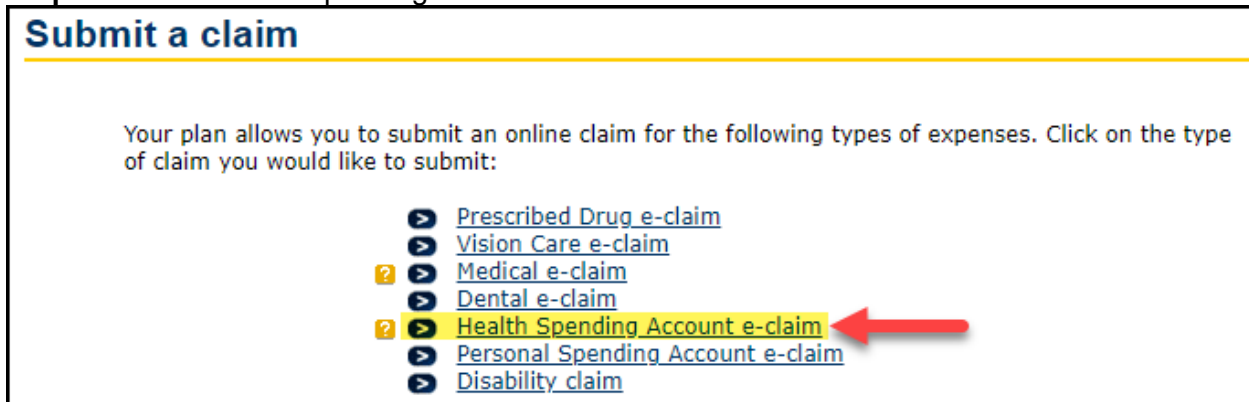 Submit a claim
Your plan allows you to submit an online claim for the following types of expenses. Click on the type
of claim you would like to submit:
Prescribed Drug e-claim
Vision Care e-claim
? Medical e-claim
Dental e-claim
? Health Spending Account e-claim
Personal Spending Account e-claim
Disability claim